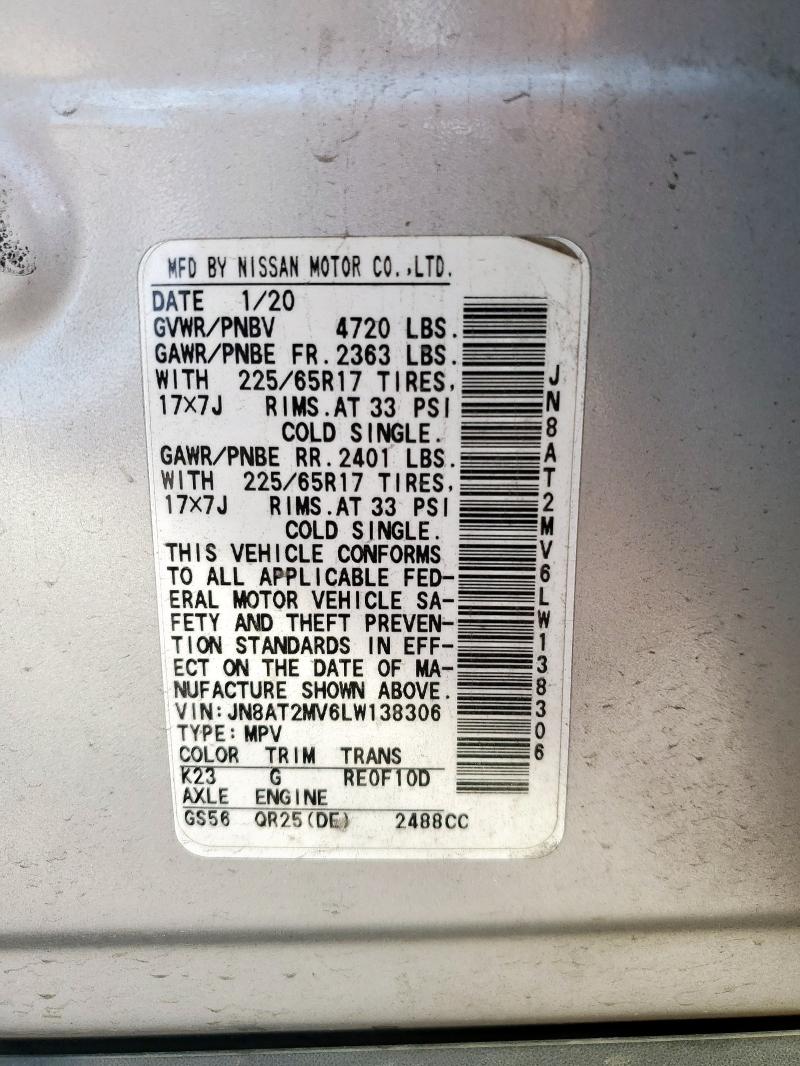 MFD BY NISSAN MOTOR CO.,LTD.
DATE 1/20
GVWR/PNBV 4720 LBS.
GAWR/PNBE FR.2363 LBS.
WITH 225/65R17 TIRES,
17×7J RIMS.AT 33 PSI
COLD SINGLE.
GAWR/PNBE RR.2401 LBS.
WITH 225/65R17 TIRES,
17×7J RIMS.AT 33 PSI
COLD SINGLE.
THIS VEHICLE CONFORMS
TO ALL APPLICABLE FED-
ERAL MOTOR VEHICLE SA-
FETY AND THEFT PREVEN-
TION STANDARDS IN EFF-
ECT ON THE DATE OF MA-
NUFACTURE SHOWN ABOVE.
VIN:JN8AT2MV6LW138306
TYPE:MPV
COLOR TRIM TRANS
K23 G RE0F10D
AXLE ENGINE
GS56 QR25(DE) 2488CC
JN8AT2MV6LW138306